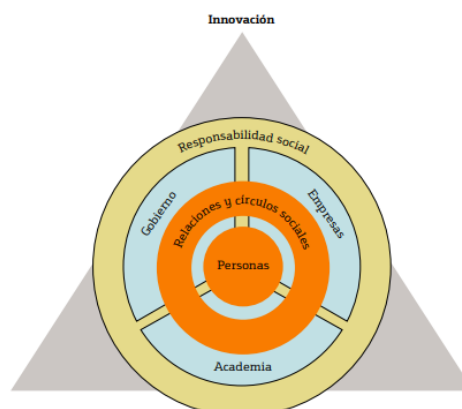 Innovación
Responsabilidad social
Gobierno
Empresas
Relaciones y círculos sociales
Personas
Academia